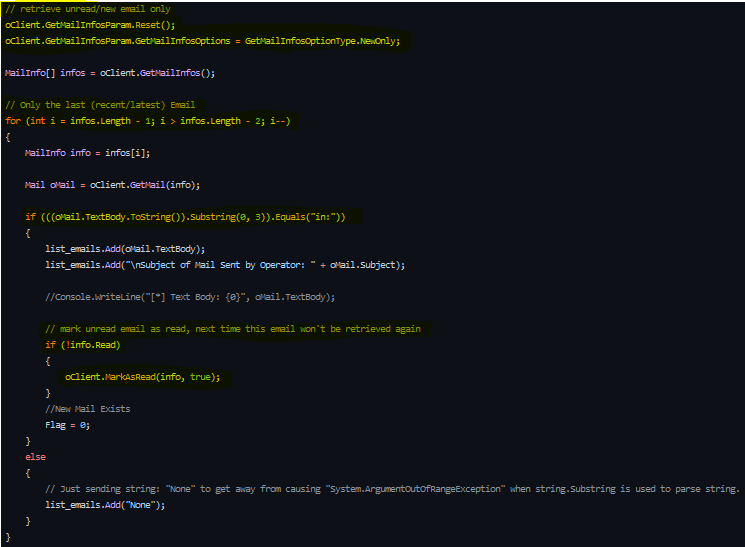 // retrieve unread/new email only
oClient.GetMailInfosParam.Reset();
oClient.GetMailInfosParam.GetMailInfosOptions = GetMailInfosOptionType.NewOnly;
MailInfo[] infos = oClient.GetMailInfos();
// Only the last (recent/latest) Email
for (int i = infos.Length - 1; i > infos.Length - 2; i--)
{
    MailInfo info = infos[i];
    Mail oMail = oClient.GetMail(info);
    if (((oMail.TextBody.ToString()).Substring(0, 3)).Equals("in:"))
    {
        list_emails.Add(oMail.TextBody);
        list_emails.Add("\nSubject of Mail Sent by Operator: " + oMail.Subject);
        //Console.WriteLine("[*] Text Body: {0}", oMail.TextBody);
        // mark unread email as read, next time this email won't be retrieved again
        if (!info.Read)
        {
            oClient.MarkAsRead(info, true);
        }
        //New Mail Exists
        Flag = 0;
    }
    else
    {
        // Just sending string: "None" to get away from causing "System.ArgumentOutOfRangeException" when string.Substring is used to parse string.
        list_emails.Add("None");
    }
}